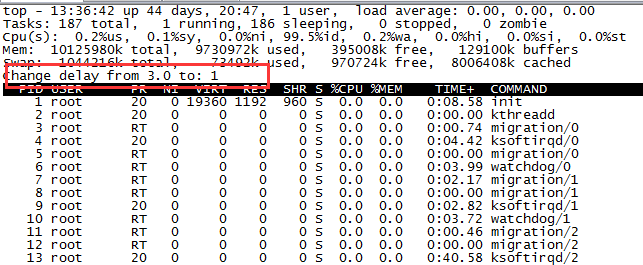 top - 13:36:42 up 44 days, 20:47,  1 user,  load average: 0.00, 0.00, 0.00
Tasks: 187 total,   1 running, 186 sleeping,   0 stopped,   0 zombie
Cpu(s):  0.2%us,  0.1%sy,  0.0%ni, 99.5%id,  0.2%wa,  0.0%hi,  0.0%si,  0.0%st
Mem:  10125980k total,  9730972k used,   395008k free,   129100k buffers
Swap:  1044216k total,    73492k used,   970724k free,  8006408k cached
Change delay from 3.0 to: 1
PID USER      PR  NI  VIRT  RES  SHR S %CPU %MEM    TIME+  COMMAND
1 root      20   0 19360 1192  960 S  0.0  0.0   0:08.58 init
2 root      20   0     0    0    0 S  0.0  0.0   0:00.00 kthreadd
3 root      RT   0     0    0    0 S  0.0  0.0   0:00.74 migration/0
4 root      20   0     0    0    0 S  0.0  0.0   0:04.42 ksoftirqd/0
5 root      RT   0     0    0    0 S  0.0  0.0   0:00.00 migration/0
6 root      RT   0     0    0    0 S  0.0  0.0   0:03.99 watchdog/0
7 root      RT   0     0    0    0 S  0.0  0.0   0:02.17 migration/1
8 root      RT   0     0    0    0 S  0.0  0.0   0:00.00 migration/1
9 root      20   0     0    0    0 S  0.0  0.0   0:02.82 ksoftirqd/1
10 root      RT   0     0    0    0 S  0.0  0.0   0:03.72 watchdog/1
11 root      RT   0     0    0    0 S  0.0  0.0   0:00.46 migration/2
12 root      RT   0     0    0    0 S  0.0  0.0   0:00.00 migration/2
13 root      20   0     0    0    0 S  0.0  0.0   0:40.58 ksoftirqd/2